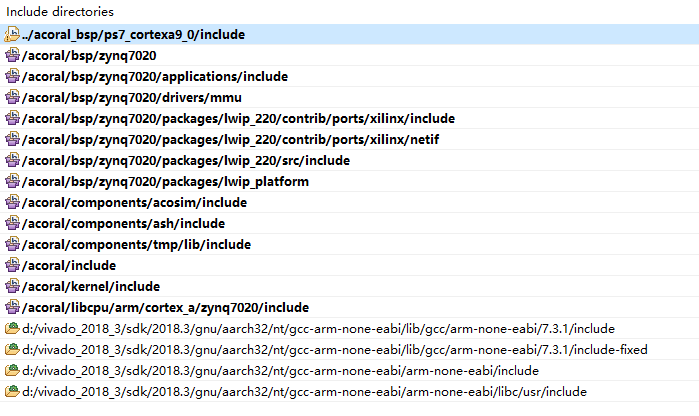 Include directories
../acoral_bsp/ps7_cortexa9_0/include
/acoral/bsp/zynq7020
/acoral/bsp/zynq7020/applications/include
/acoral/bsp/zynq7020/drivers/mmu
/acoral/bsp/zynq7020/packages/lwip_220/contrib/ports/xilinx/include
/acoral/bsp/zynq7020/packages/lwip_220/contrib/ports/xilinx/netif
/acoral/bsp/zynq7020/packages/lwip_220/src/include
/acoral/bsp/zynq7020/packages/lwip_platform
/acoral/components/acosim/include
/acoral/components/ash/include
/acoral/components/tmp/lib/include
/acoral/include
/acoral/kernel/include
/acoral/libcpu/arm/cortex_a/zynq7020/include
d:/vivado_2018_3/sdk/2018.3/gnu/aarch32/nt/gcc-arm-none-eabi/lib/gcc/arm-none-eabi/7.3.1/include
d:/vivado_2018_3/sdk/2018.3/gnu/aarch32/nt/gcc-arm-none-eabi/lib/gcc/arm-none-eabi/7.3.1/include-fixed
d:/vivado_2018_3/sdk/2018.3/gnu/aarch32/nt/gcc-arm-none-eabi/arm-none-eabi/include
d:/vivado_2018_3/sdk/2018.3/gnu/aarch32/nt/gcc-arm-none-eabi/arm-none-eabi/libc/usr/include